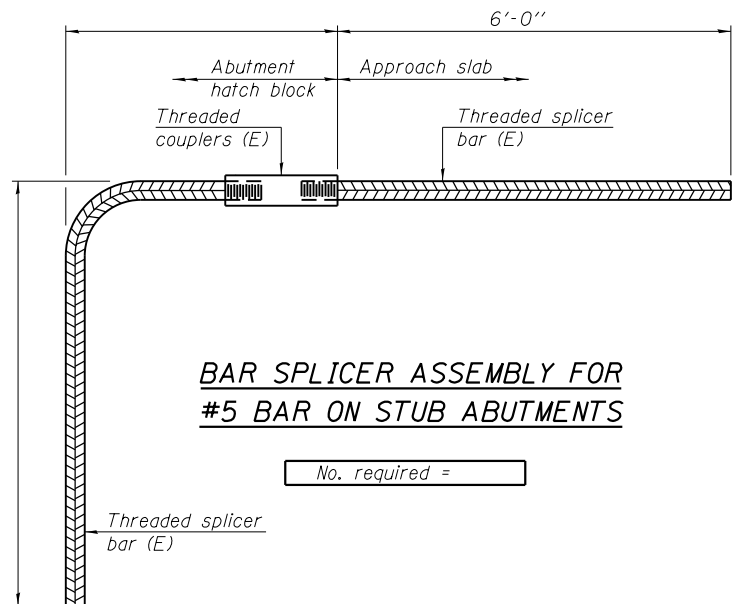 6'-0"
Abutment
hatch block
Approach slab
Threaded
couplers (E)
Threaded splicer
bar (E)
BAR SPLICER ASSEMBLY FOR
#5 BAR ON STUB ABUTMENTS
No. required =
Threaded splicer
bar (E)